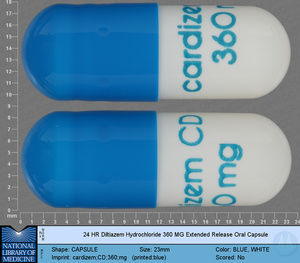 cardize
360 m
zem CD
0 mg
mm
24 HR Diltiazem Hydrochloride 360 MG Extended Release Oral Capsule
NATIONAL
LIBRARY OF
MEDICINE
Shape: CAPSULE Size: 23mm Color: BLUE, WHITE
Imprint: cardizem;CD;360;mg (printed;blue) Scored: No